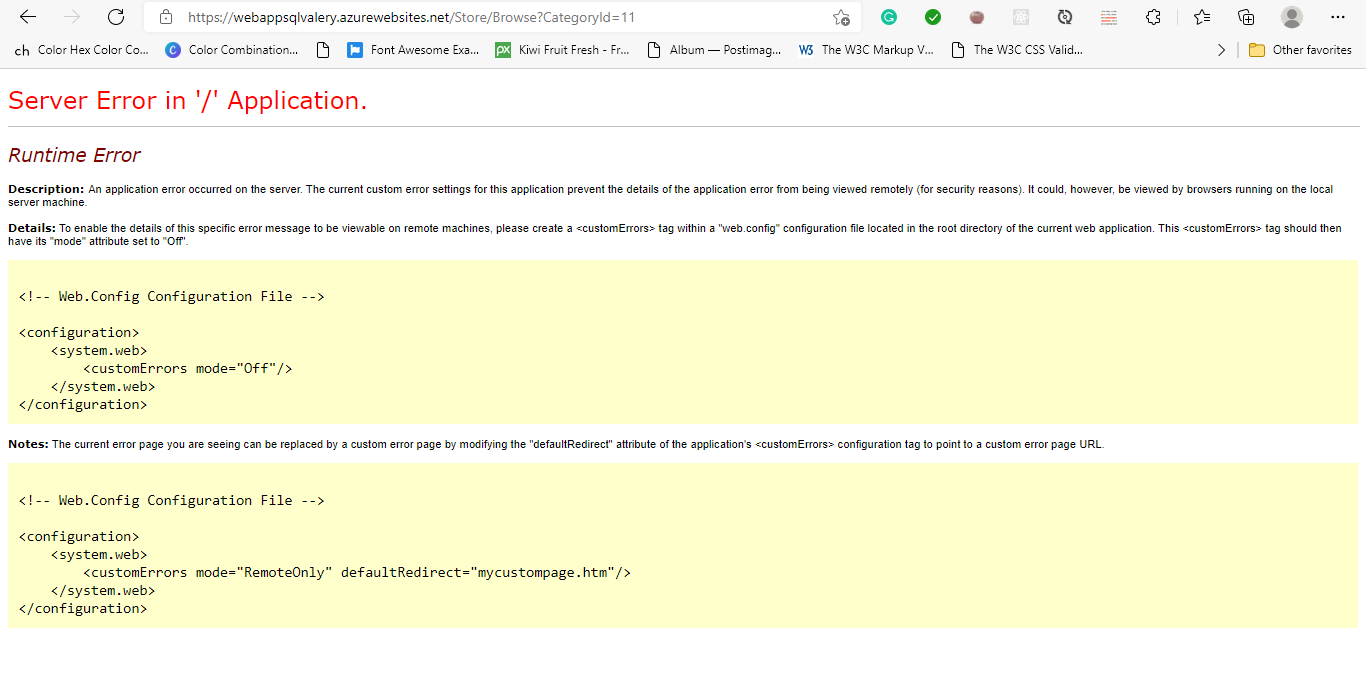 https://webappsqlvalery.azurewebsites.net/Store/Browse?CategoryId=11
ch Color Hex Color Co... C Color Combination... Font Awesome Exa... px Kiwi Fruit Fresh - Fr... Album — Postimag... W3 The W3C Markup V... The W3C CSS Valid... Other favorites
Server Error in '/' Application.
Runtime Error
Description: An application error occurred on the server. The current custom error settings for this application prevent the details of the application error from being viewed remotely (for security reasons). It could, however, be viewed by browsers running on the local
server machine.
Details: To enable the details of this specific error message to be viewable on remote machines, please create a <customErrors> tag within a "web.config" configuration file located in the root directory of the current web application. This <customErrors> tag should then
have its "mode" attribute set to "Off".
<!-- Web.Config Configuration File -->
<configuration>
    <system.web>
        <customErrors mode="Off"/>
    </system.web>
</configuration>
Notes: The current error page you are seeing can be replaced by a custom error page by modifying the "defaultRedirect" attribute of the application's <customErrors> configuration tag to point to a custom error page URL.
<!-- Web.Config Configuration File -->
<configuration>
    <system.web>
        <customErrors mode="RemoteOnly" defaultRedirect="mycustompage.htm"/>
    </system.web>
</configuration>